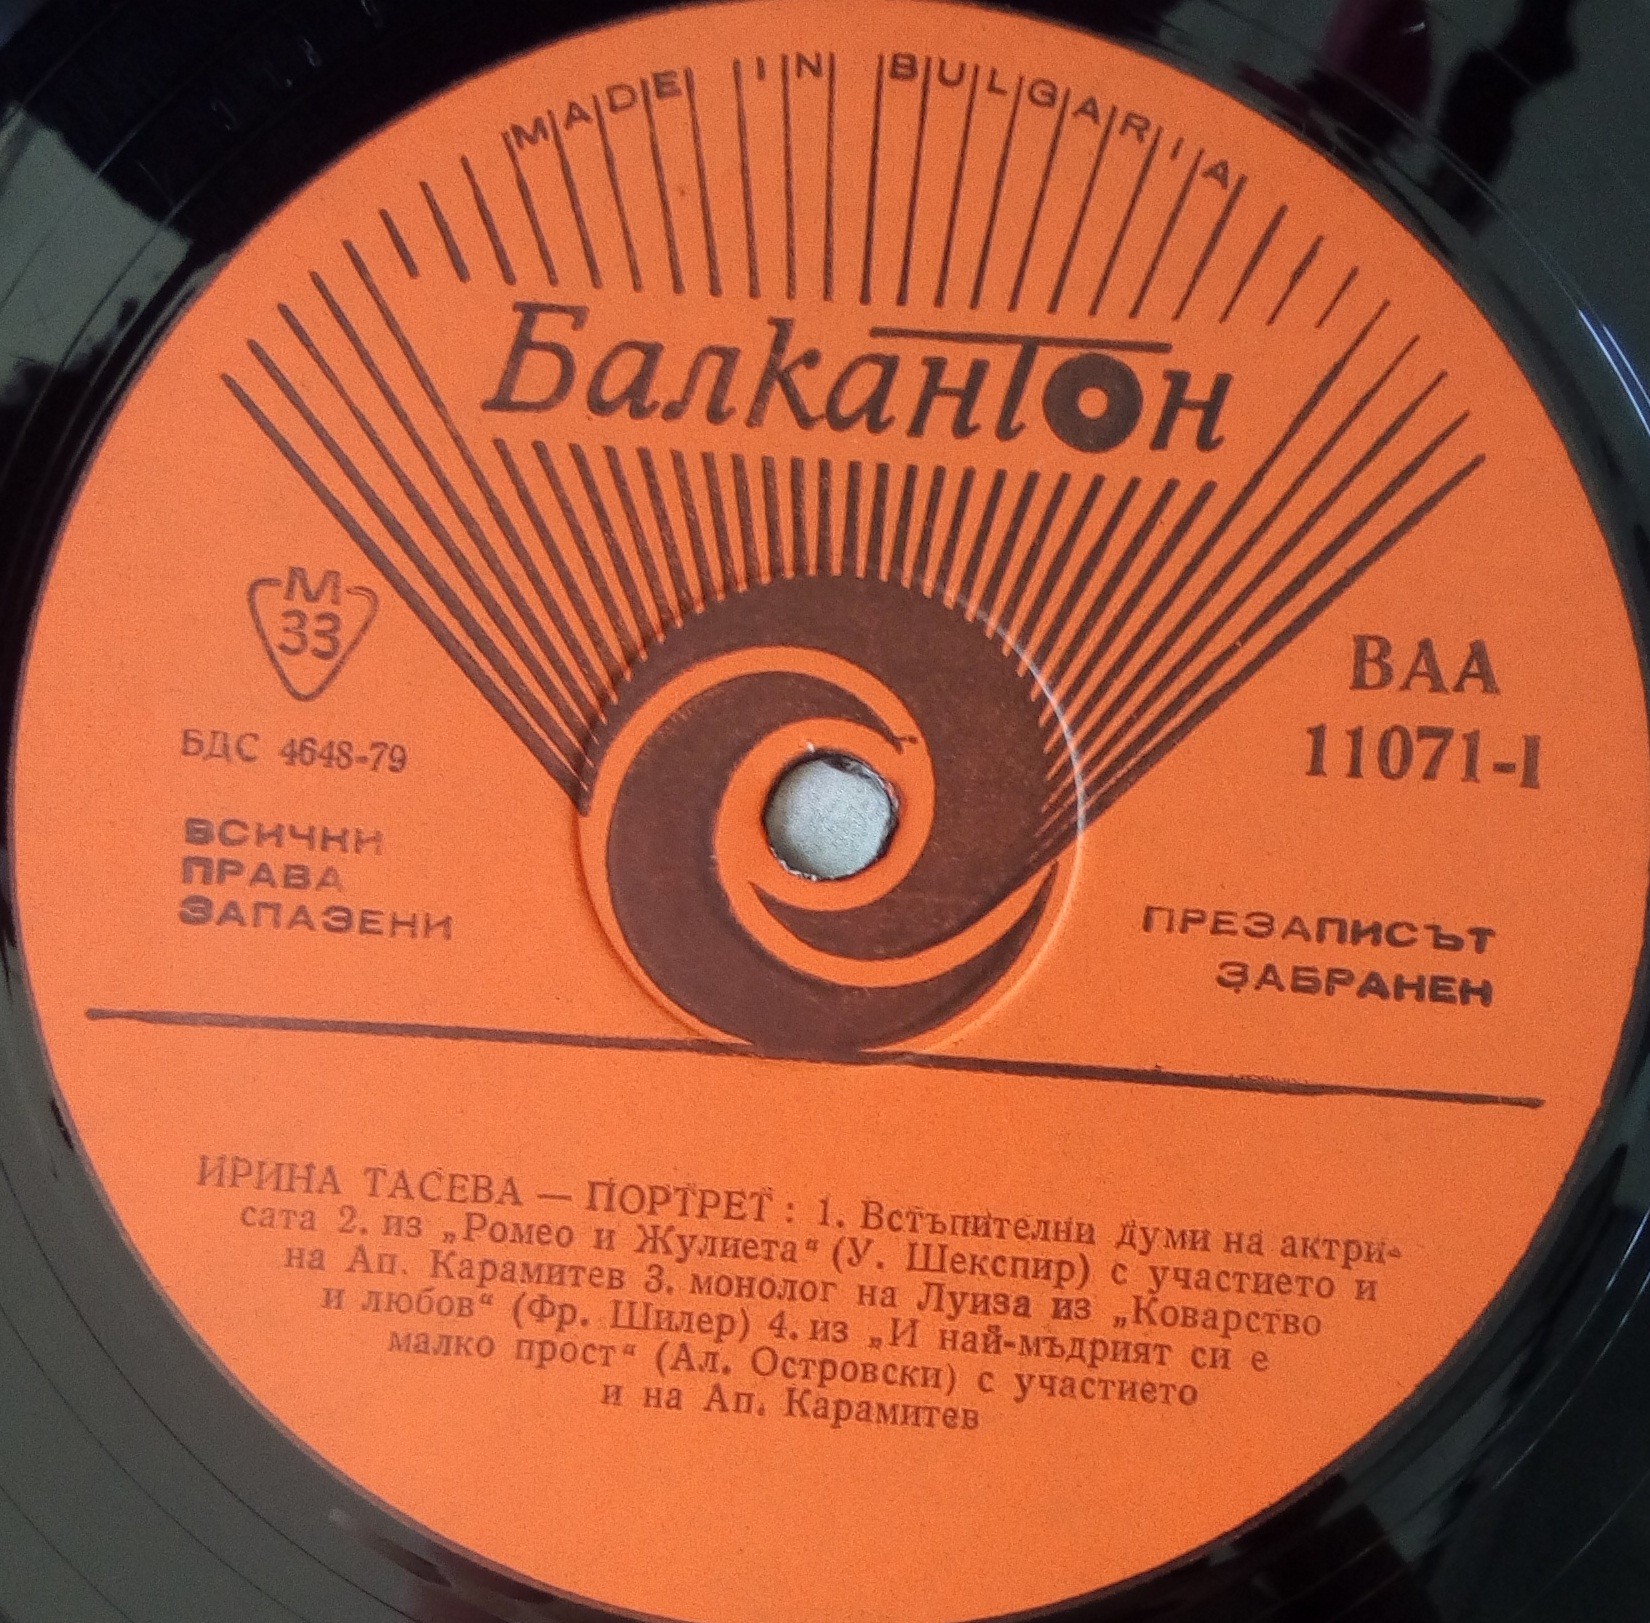 MADE IN BULGARIA
Балкантон
М
33
БДС 4648-79
ВСИЧНИ
ПРАВА
ЗАПАЗЕНИ
ВАА
11071-I
ПРЕЗАПИСЪТ
ЗАБРАНЕН
ИРИНА ТАСЕВА — ПОРТРЕТ : 1. Встъпителни думи на актри-
сата 2. из „Ромео и Жулиета“ (У. Шекспир) с участието и
на Ап. Карамитев 3. монолог на Луиза из „Коварство
и любов“ (Фр. Шилер) 4. из „И най-мъдрият си е
малко прост“ (Ал. Островски) с участието
и на Ап. Карамитев